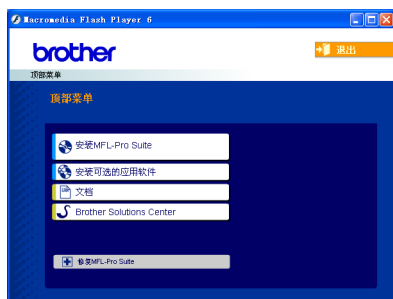 Macromedia Flash Player 6
brother
退出
顶部菜单
顶部菜单
安装MFL-Pro Suite
安装可选的应用软件
文档
Brother Solutions Center
修复MFL-Pro Suite